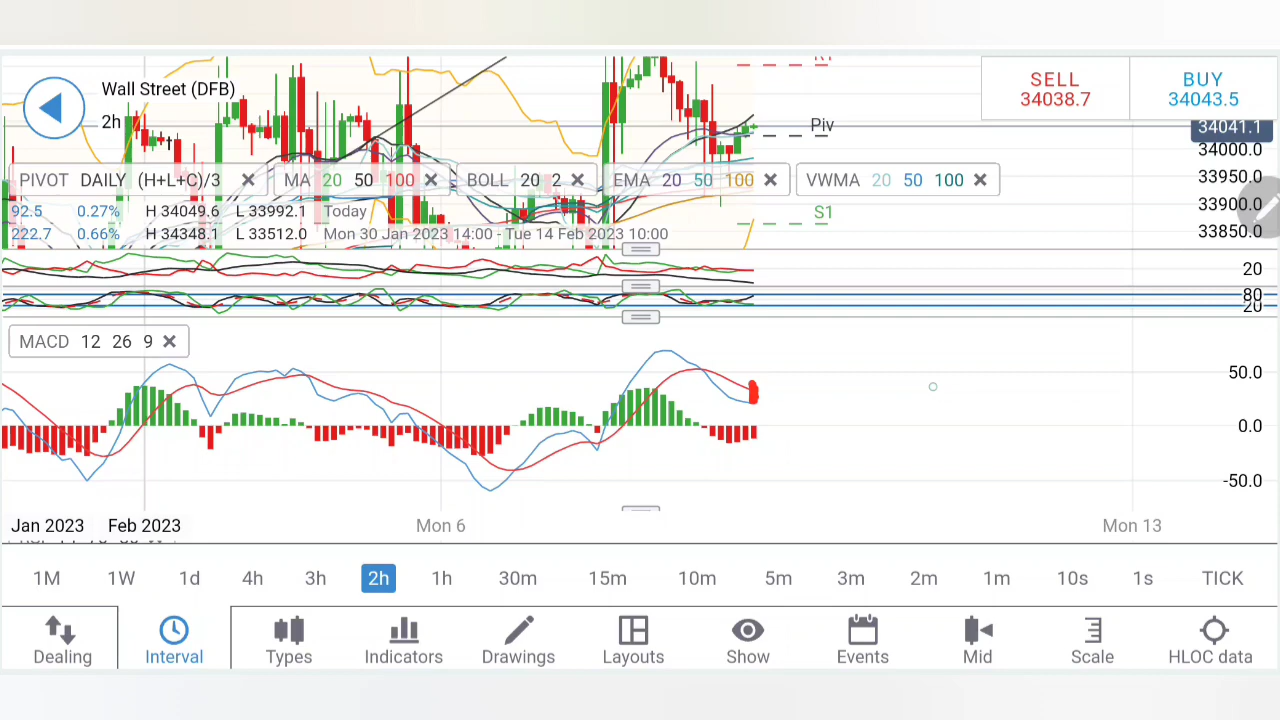 Wall Street (DFB)
2h
SELL
34038.7
BUY
34043.5
Piv
34041.1
34000.0
33950.0
33900.0
33850.0
PIVOT DAILY (H+L+C)/3
MA 20 50 100
BOLL 20 2
EMA 20 50 100
VWMA 20 50 100
92.5 0.27% H 34049.6 L 33992.1 Today
222.7 0.66% H 34348.1 L 33512.0 Mon 30 Jan 2023 14:00 - Tue 14 Feb 2023 10:00
S1
20
80
20
MACD 12 26 9
50.0
0.0
-50.0
Jan 2023 Feb 2023 Mon 6 Mon 13
1M 1W 1d 4h 3h 2h 1h 30m 15m 10m 5m 3m 2m 1m 10s 1s TICK
Dealing Interval Types Indicators Drawings Layouts Show Events Mid Scale HLOC data